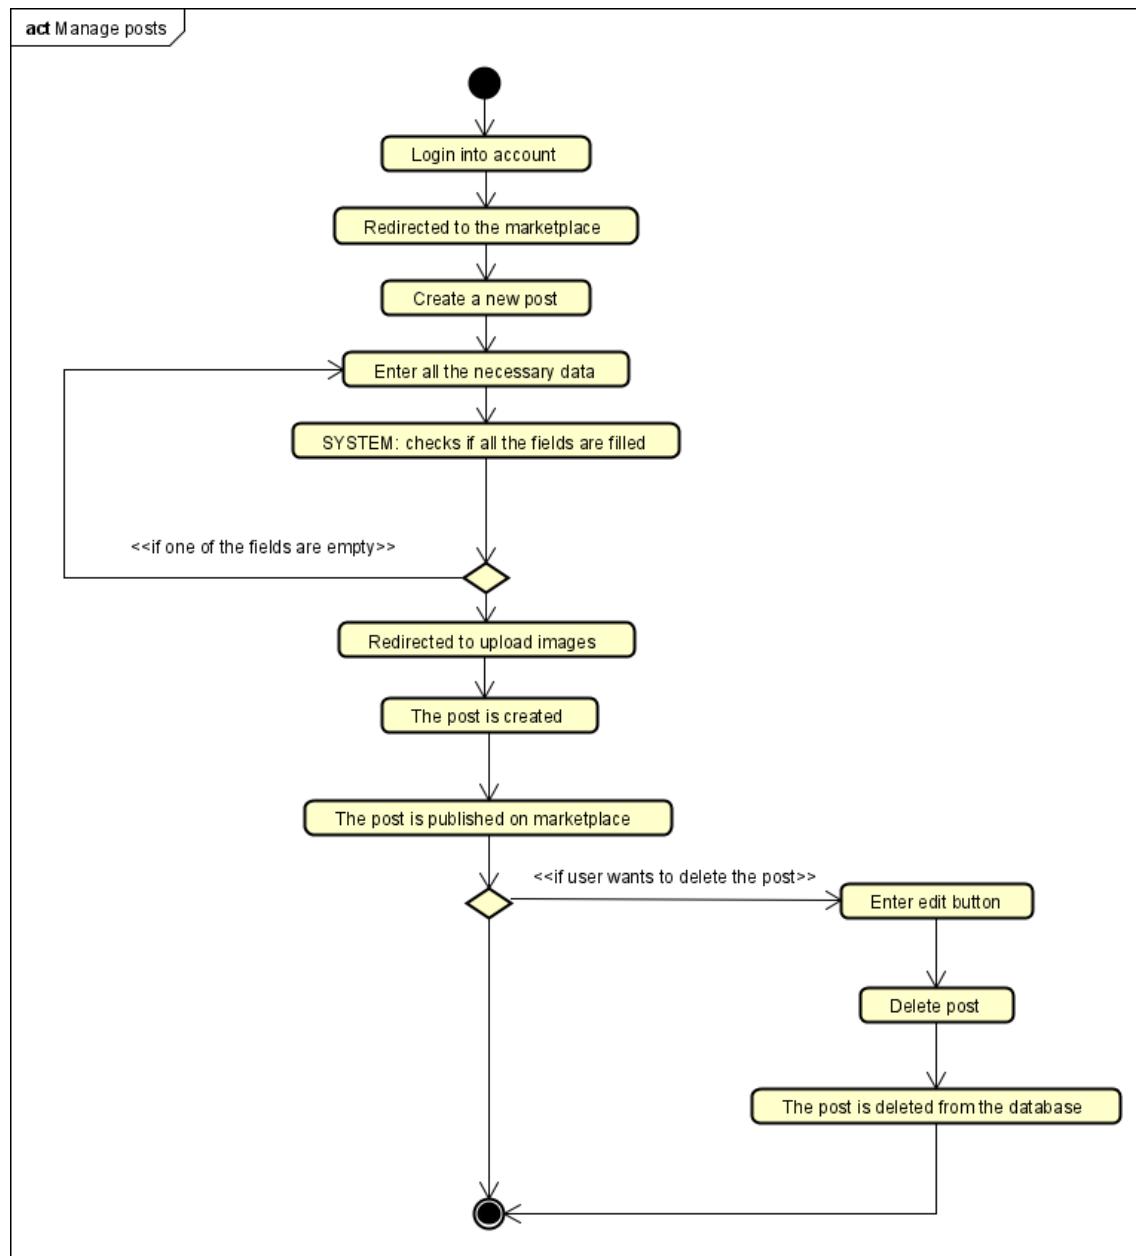 act Manage posts
Login into account
Redirected to the marketplace
Create a new post
Enter all the necessary data
SYSTEM: checks if all the fields are filled
<<if one of the fields are empty>>
Redirected to upload images
The post is created
The post is published on marketplace
<<if user wants to delete the post>>
Enter edit button
Delete post
The post is deleted from the database